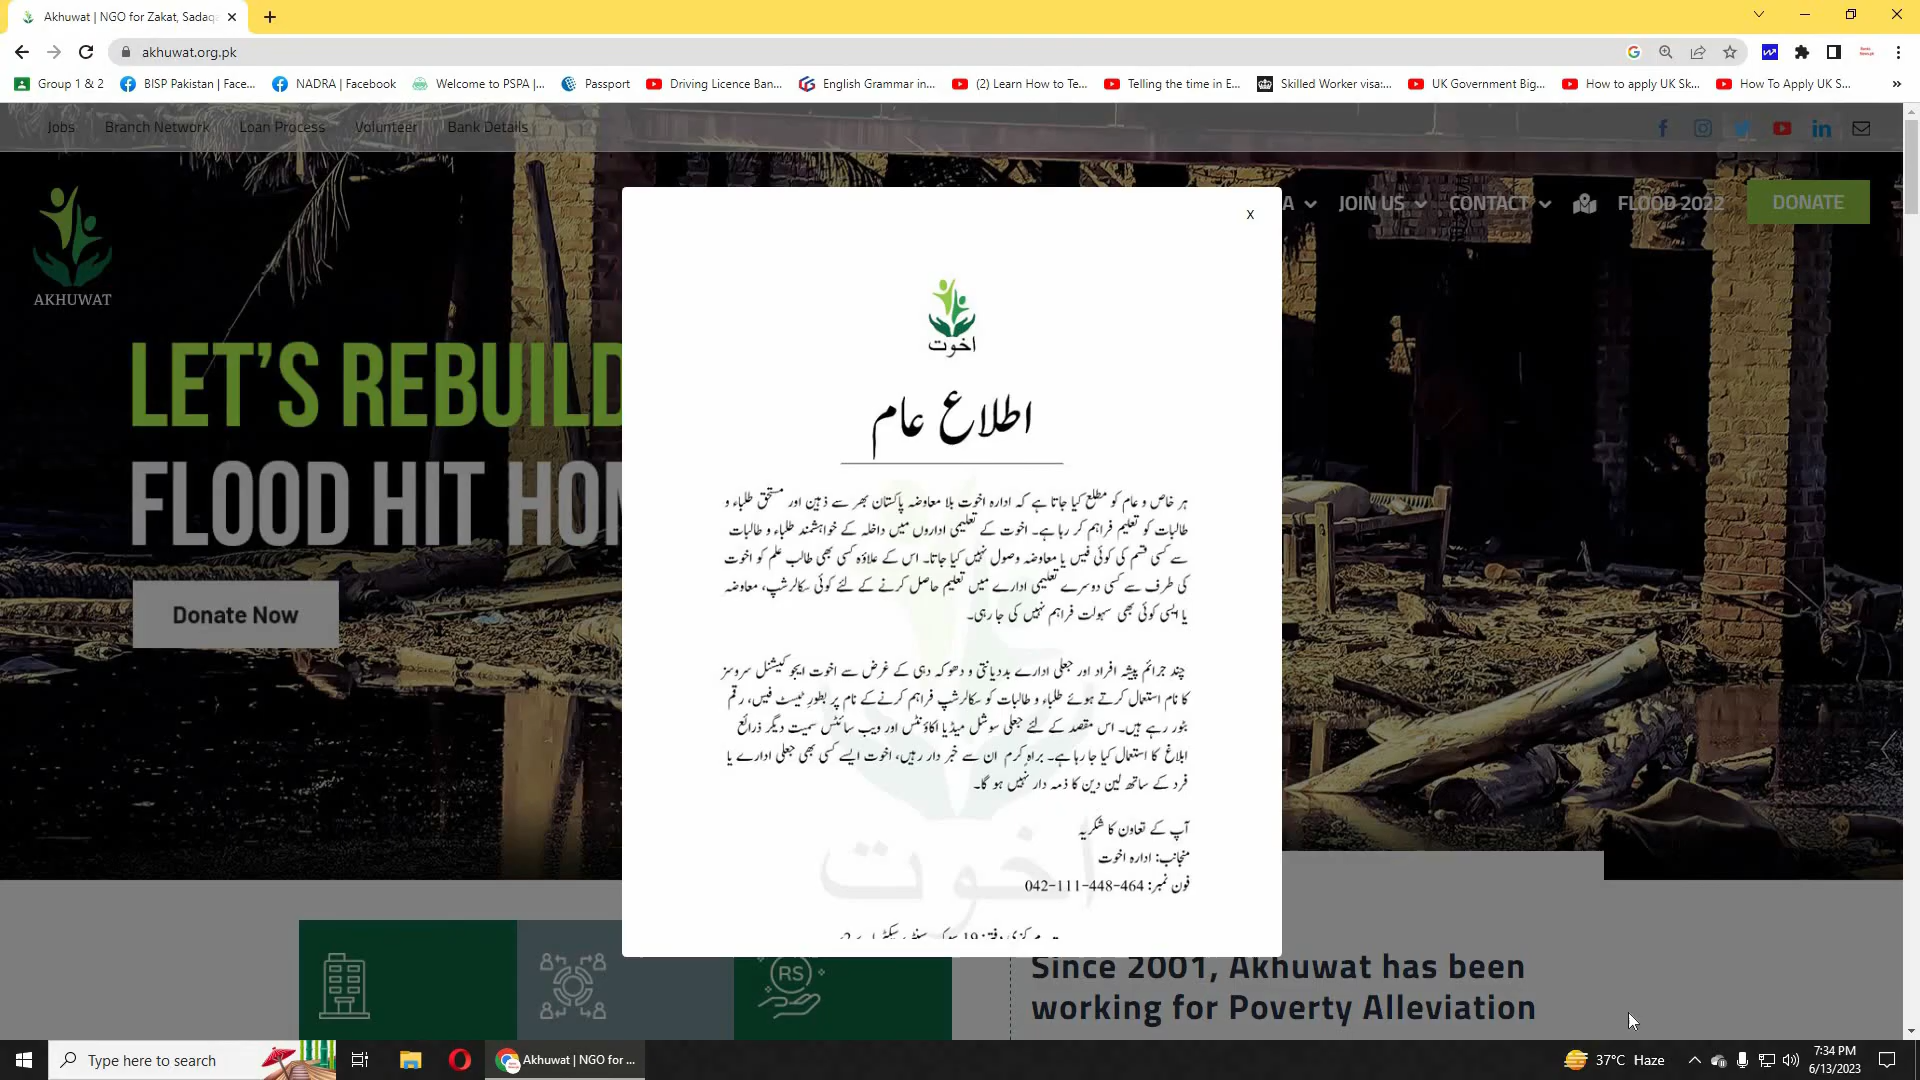 Akhuwat | NGO for Zakat, Sadaqa
akhuwat.org.pk
Group 1 & 2
BISP Pakistan | Face...
NADRA | Facebook
Welcome to PSPA |...
Passport
Driving Licence Ban...
English Grammar in...
(2) Learn How to Te...
Telling the time in E...
Skilled Worker visa:...
UK Government Big...
How to apply UK Sk...
How To Apply UK S...
Jobs
Branch Network
Loan Process
Volunteer
Bank Details
AKHUWAT
A
JOIN US
CONTACT
FLOOD 2022
DONATE
LET'S REBUILD
FLOOD HIT HO
Donate Now
X
اخوت
اطلاع عام
ہر خاص و عام کو مطلع کیا جاتا ہے کہ ادارہ اخوت بلا معاوضہ پاکستان بھر سے ذہین اور مستحق طلباء و
طالبات کو تعلیم فراہم کر رہا ہے۔ اخوت کے تعلیمی اداروں میں داخلہ کے خواہشمند طلباء و طالبات
سے کسی قسم کی کوئی فیس یا معاوضہ وصول نہیں کیا جاتا۔ اس کے علاوہ کسی بھی طالب علم کو اخوت
کی طرف سے کسی دوسرے تعلیمی ادارے میں تعلیم حاصل کرنے کے لئے کوئی سکالرشپ، معاوضہ
یا ایسی کوئی بھی سہولت فراہم نہیں کی جا رہی۔
چند جرائم پیشہ افراد اور جعلی ادارے بددیانتی و دھوکہ دہی کے غرض سے اخوت ایجوکیشنل سروسز
کا نام استعمال کرتے ہوئے طلباء و طالبات کو سکالرشپ فراہم کرنے کے نام پر بطورِ ٹیسٹ فیس، رقم
بٹور رہے ہیں۔ اس مقصد کے لئے جعلی سوشل میڈیا اکاؤنٹس اور ویب سائٹس سمیت دیگر ذرائع
ابلاغ کا استعمال کیا جا رہا ہے۔ براہِ کرم ان سے خبر دار رہیں، اخوت ایسے کسی بھی جعلی ادارے یا
فرد کے ساتھ لین دین کا ذمہ دار نہیں ہو گا۔
آپ کے تعاون کا شکریہ
منجانب: ادارہ اخوت
فون نمبر: 042-111-448-464
اخوت
RS
Since 2001, Akhuwat has been
working for Poverty Alleviation
Type here to search
Akhuwat | NGO for ...
37°C Haze
7:34 PM
6/13/2023